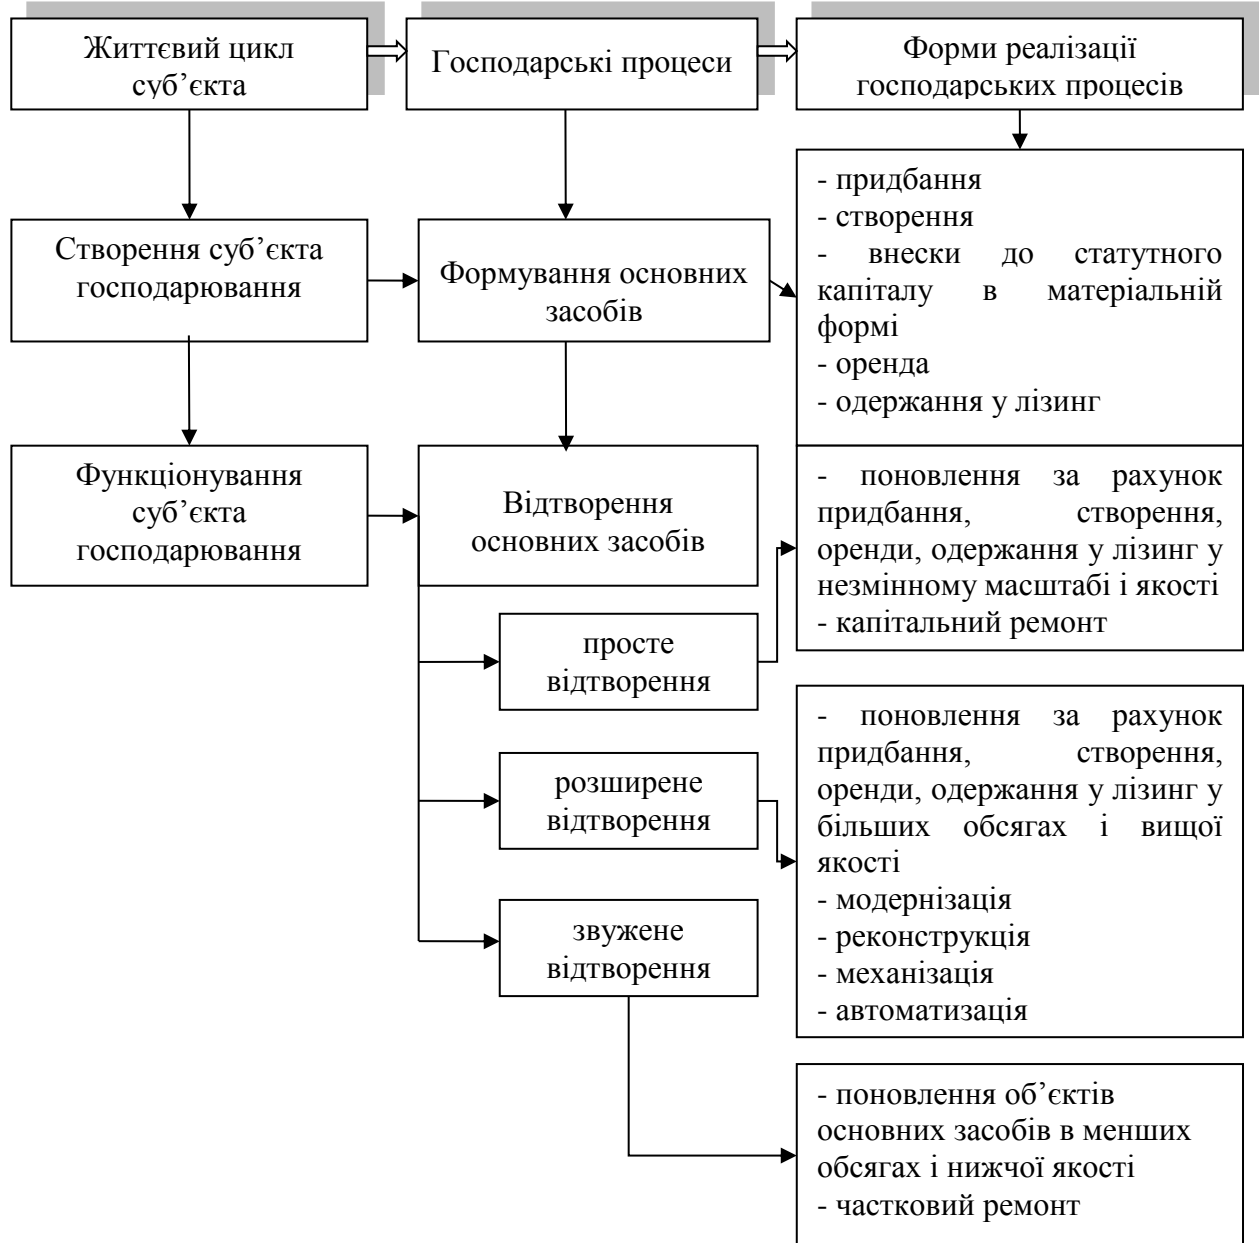 Життєвий цикл
суб’єкта
Господарські процеси
Форми реалізації
господарських процесів
Створення суб’єкта
господарювання
Формування основних
засобів
- придбання
- створення
- внески до статутного
капіталу в матеріальній
формі
- оренда
- одержання у лізинг
Функціонування
суб’єкта
господарювання
Відтворення
основних засобів
- поновлення за рахунок
придбання, створення,
оренди, одержання у лізинг у
незмінному масштабі і якості
- капітальний ремонт
просте
відтворення
розширене
відтворення
- поновлення за рахунок
придбання, створення,
оренди, одержання у лізинг у
більших обсягах і вищої
якості
- модернізація
- реконструкція
- механізація
- автоматизація
звужене
відтворення
- поновлення об’єктів
основних засобів в менших
обсягах і нижчої якості
- частковий ремонт